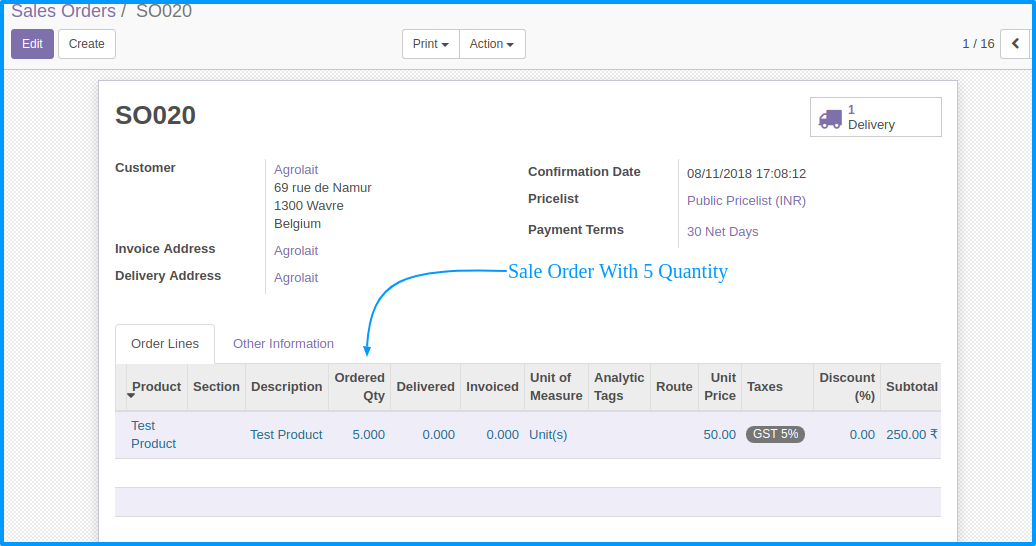 Sales Orders / SO020
Edit Create Print Action 1 / 16
SO020
1
Delivery
Customer
Agrolait
69 rue de Namur
1300 Wavre
Belgium
Invoice Address
Agrolait
Delivery Address
Agrolait
Confirmation Date
08/11/2018 17:08:12
Pricelist
Public Pricelist (INR)
Payment Terms
30 Net Days
Sale Order With 5 Quantity
Order Lines Other Information
Product Section Description Ordered Qty Delivered Invoiced Unit of Measure Analytic Tags Route Unit Price Taxes Discount (%) Subtotal
Test Product Test Product 5.000 0.000 0.000 Unit(s) 50.00 GST 5% 0.00 250.00 ₹